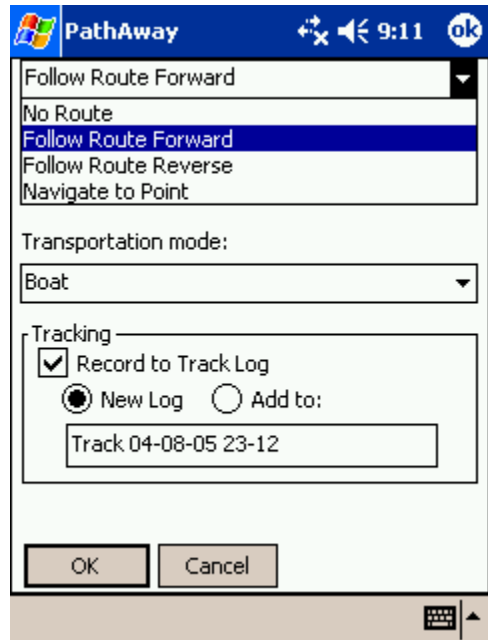 PathAway 9:11 ok
Follow Route Forward
No Route
Follow Route Forward
Follow Route Reverse
Navigate to Point
Transportation mode:
Boat
Tracking
Record to Track Log
New Log Add to:
Track 04-08-05 23-12
OK Cancel